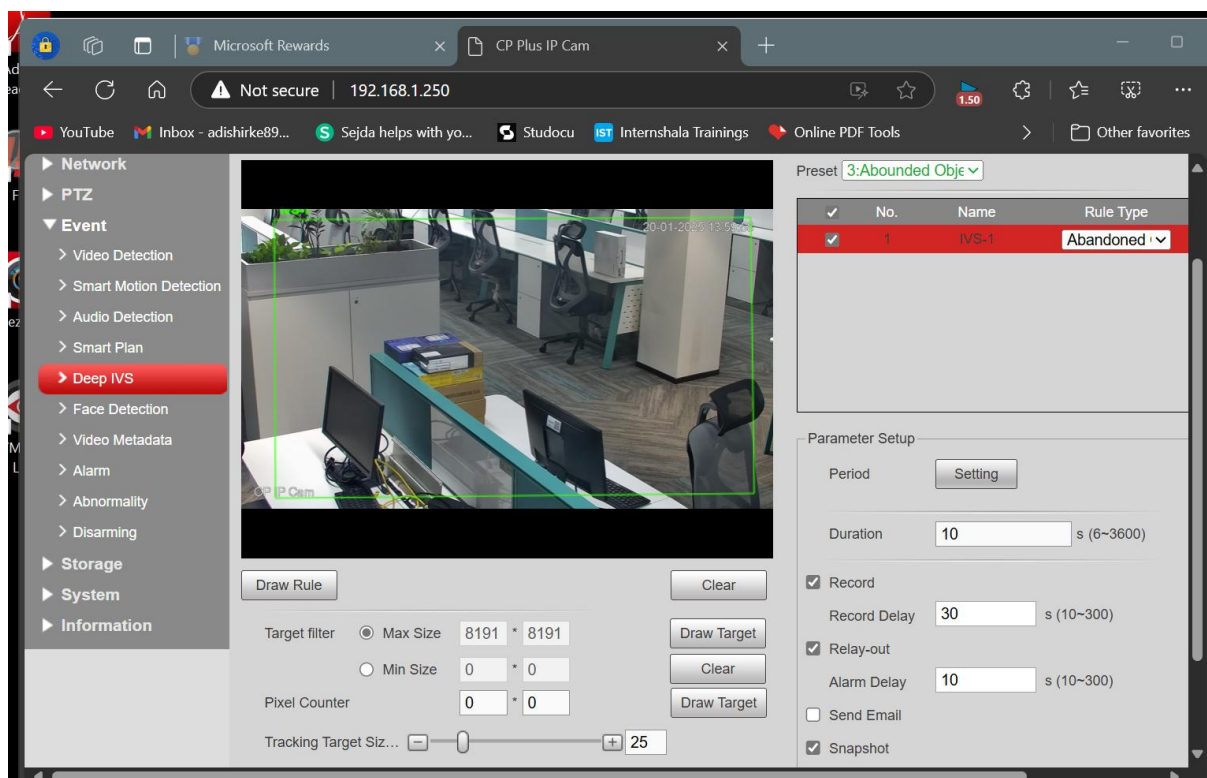 Microsoft Rewards
CP Plus IP Cam
Not secure
192.168.1.250
1.50
YouTube
Inbox - adishirke89...
Sejda helps with yo...
Studocu
IST Internshala Trainings
Online PDF Tools
Other favorites
Network
PTZ
Event
Video Detection
Smart Motion Detection
Audio Detection
Smart Plan
Deep IVS
Face Detection
Video Metadata
Alarm
Abnormality
Disarming
Storage
System
Information
CP IP Cam
Draw Rule
Clear
Target filter
Max Size
8191 * 8191
Draw Target
Min Size
0 * 0
Clear
Pixel Counter
0 * 0
Draw Target
Tracking Target Siz...
25
Preset 3:Abounded Obje
No. Name Rule Type
1 IVS-1 Abandoned
Parameter Setup
Period Setting
Duration 10 s (6~3600)
Record
Record Delay 30 s (10~300)
Relay-out
Alarm Delay 10 s (10~300)
Send Email
Snapshot